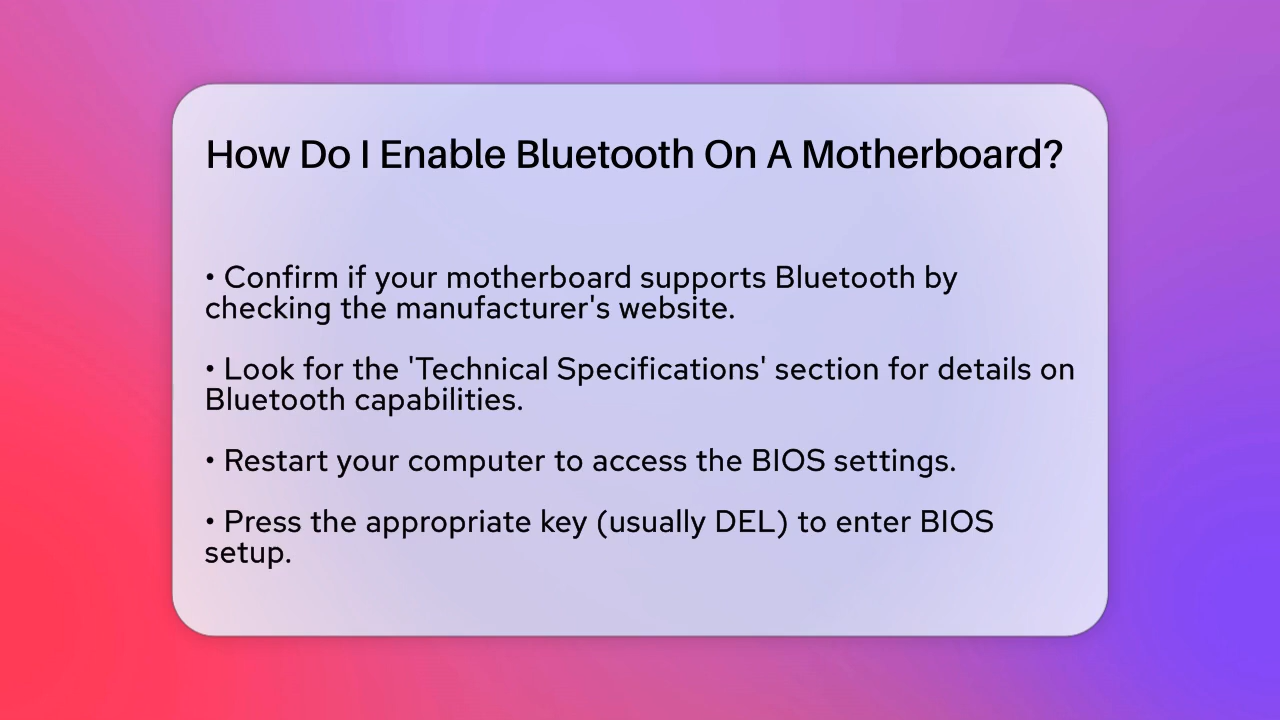 How Do I Enable Bluetooth On A Motherboard?
• Confirm if your motherboard supports Bluetooth by
checking the manufacturer's website.
• Look for the 'Technical Specifications' section for details on
Bluetooth capabilities.
• Restart your computer to access the BIOS settings.
• Press the appropriate key (usually DEL) to enter BIOS
setup.